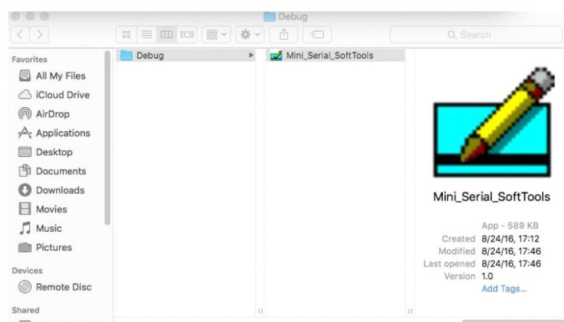 Debug
Search
Favorites
All My Files
iCloud Drive
AirDrop
Applications
Desktop
Documents
Downloads
Movies
Music
Pictures
Devices
Remote Disc
Shared
Debug
Mini_Serial_SoftTools
Mini_Serial_SoftTools
App - 589 KB
Created 8/24/16, 17:12
Modified 8/24/16, 17:46
Last opened 8/24/16, 17:46
Version 1.0
Add Tags...